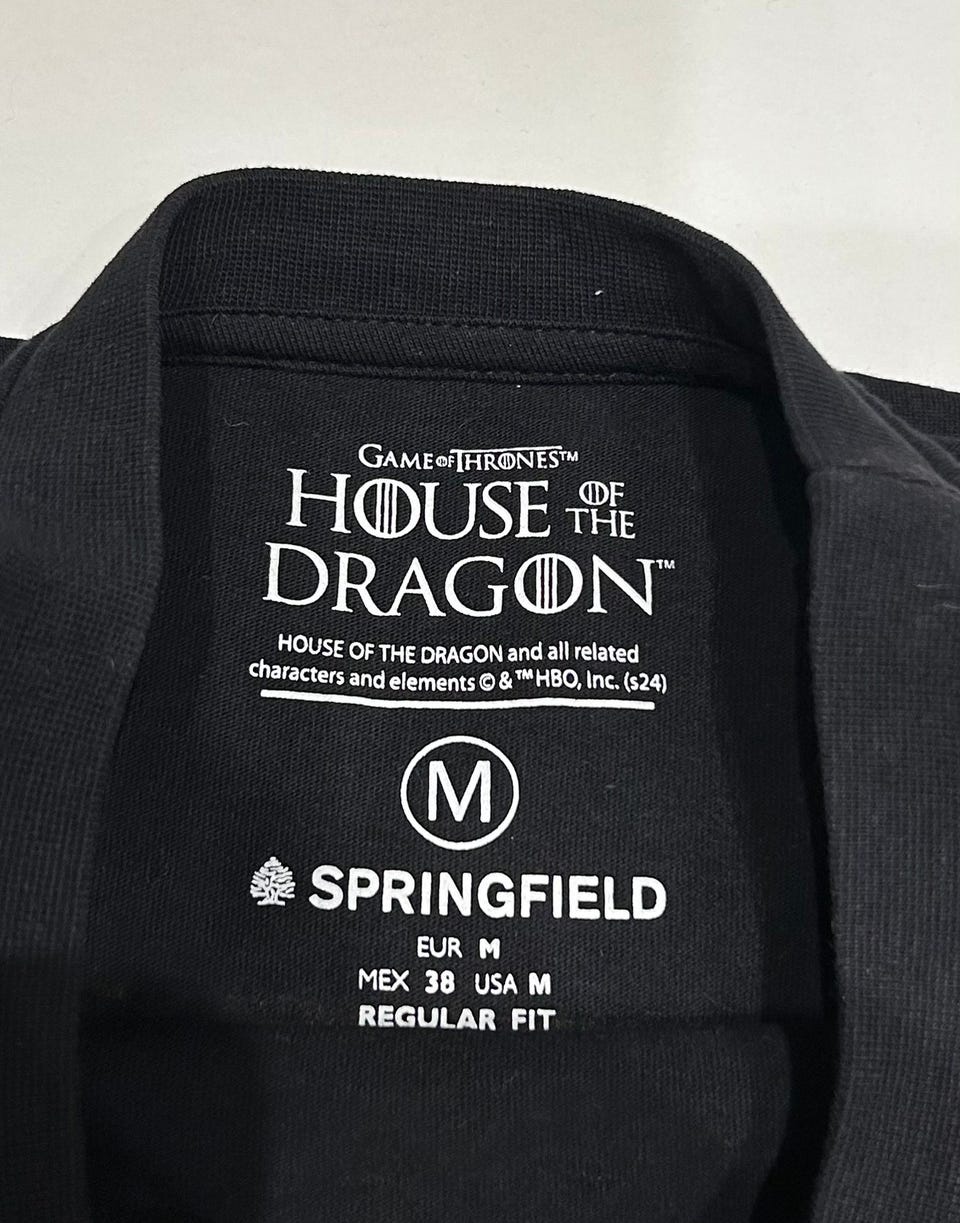 GAME OF THRONES™
HOUSE OF THE
DRAGON™
HOUSE OF THE DRAGON and all related
characters and elements © & ™ HBO, Inc. (s24)
M
SPRINGFIELD
EUR M
MEX 38 USA M
REGULAR FIT